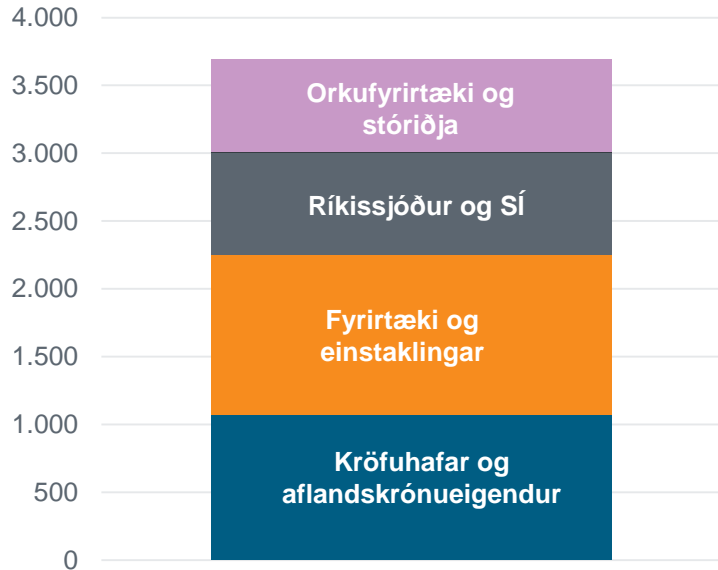 4.000
3.500
3.000
2.500
2.000
1.500
1.000
500
0
Orkufyrirtæki og
stóriðja
Ríkissjóður og SÍ
Fyrirtæki og
einstaklingar
Kröfuhafar og
aflandskrónueigendur